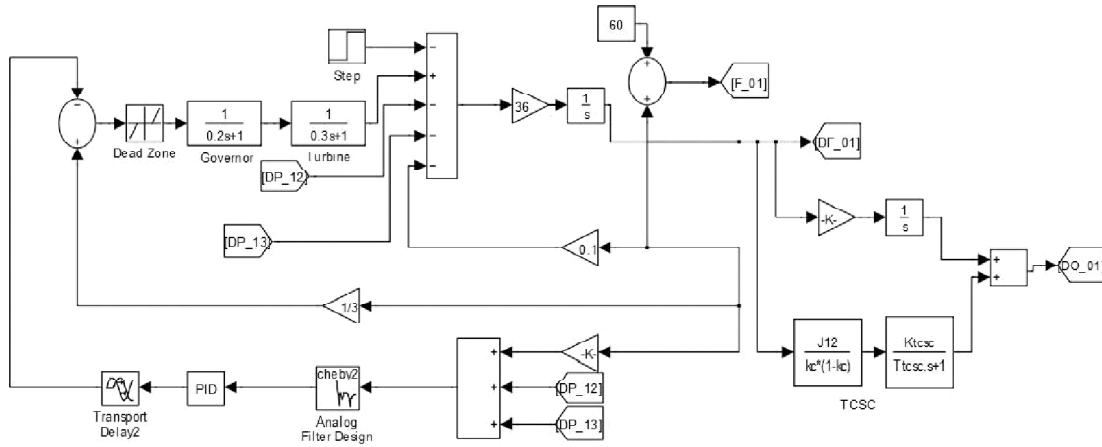 60
[F_01]
Step
−
+
−
−
−
36
1
s
+
+
−
+
Dead Zone
1
0.2s+1
Governor
1
0.3s+1
Turbine
[DP_12]
[DP_13]
[DF_01]
-K-
1
s
0.1
+
+
[DO_01]
1/3
J12
kc*(1-kc)
Ktcsc
Ttcsc.s+1
TCSC
-K-
+
+
+
[DP_12]
[DP_13]
cheby2
Analog
Filter Design
PID
Transport
Delay2